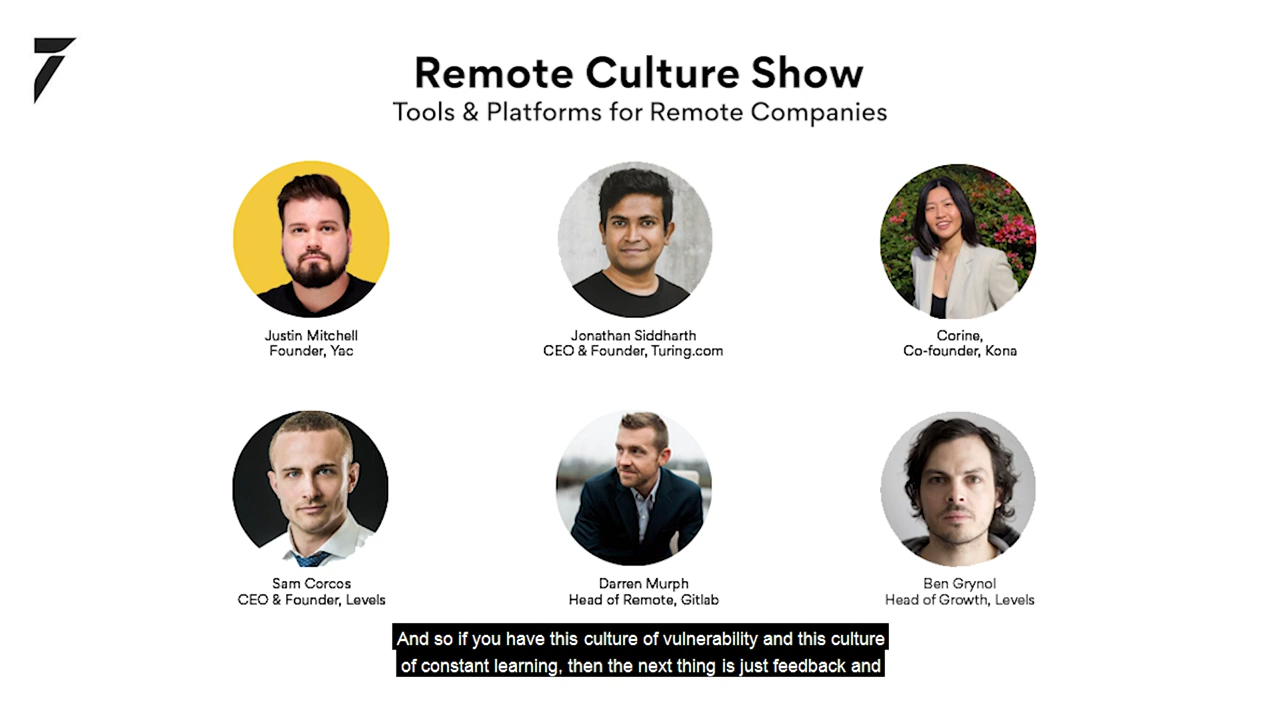 Remote Culture Show
Tools & Platforms for Remote Companies
Justin Mitchell
Founder, Yac
Jonathan Siddharth
CEO & Founder, Turing.com
Corine,
Co-founder, Kona
Sam Corcos
CEO & Founder, Levels
Darren Murph
Head of Remote, Gitlab
Ben Grynol
Head of Growth, Levels
And so if you have this culture of vulnerability and this culture
of constant learning, then the next thing is just feedback and